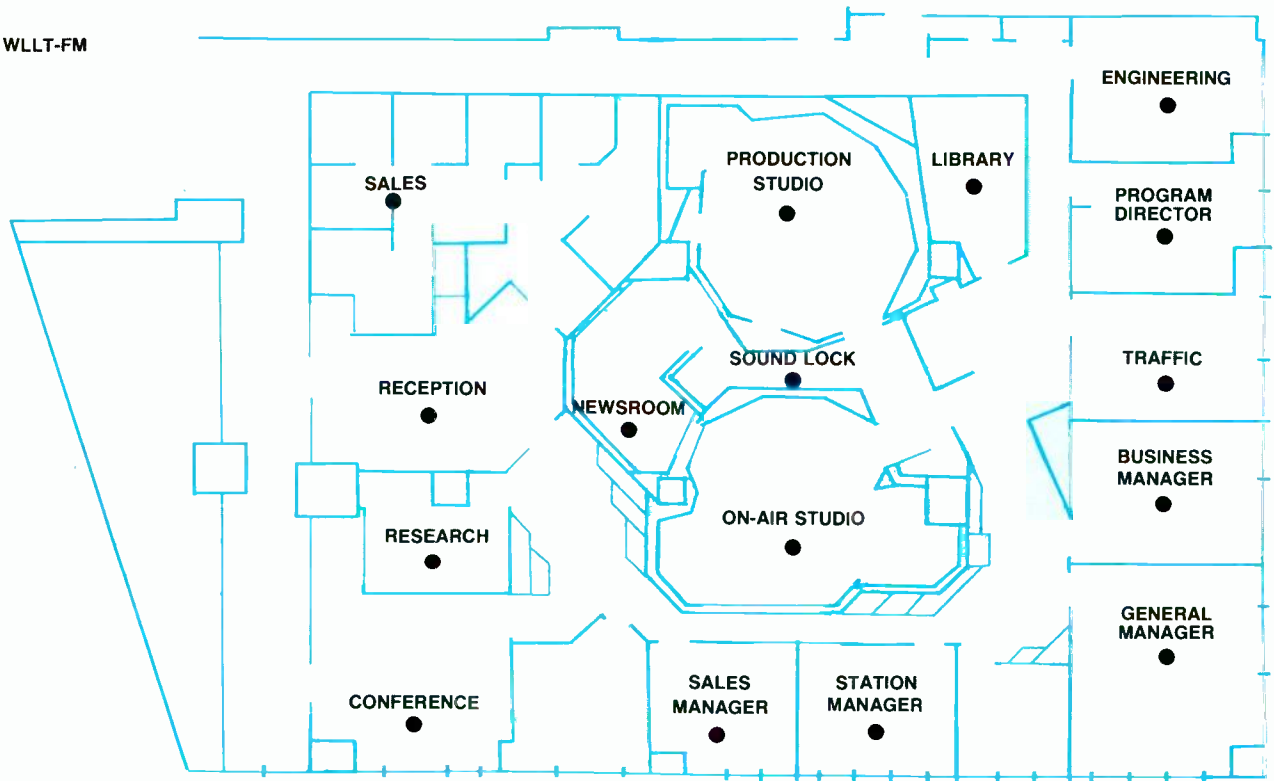 WLLT-FM
ENGINEERING
PRODUCTION
STUDIO
LIBRARY
SALES
PROGRAM
DIRECTOR
SOUND LOCK
TRAFFIC
RECEPTION
NEWSROOM
BUSINESS
MANAGER
ON-AIR STUDIO
RESEARCH
GENERAL
MANAGER
SALES
MANAGER
STATION
MANAGER
CONFERENCE